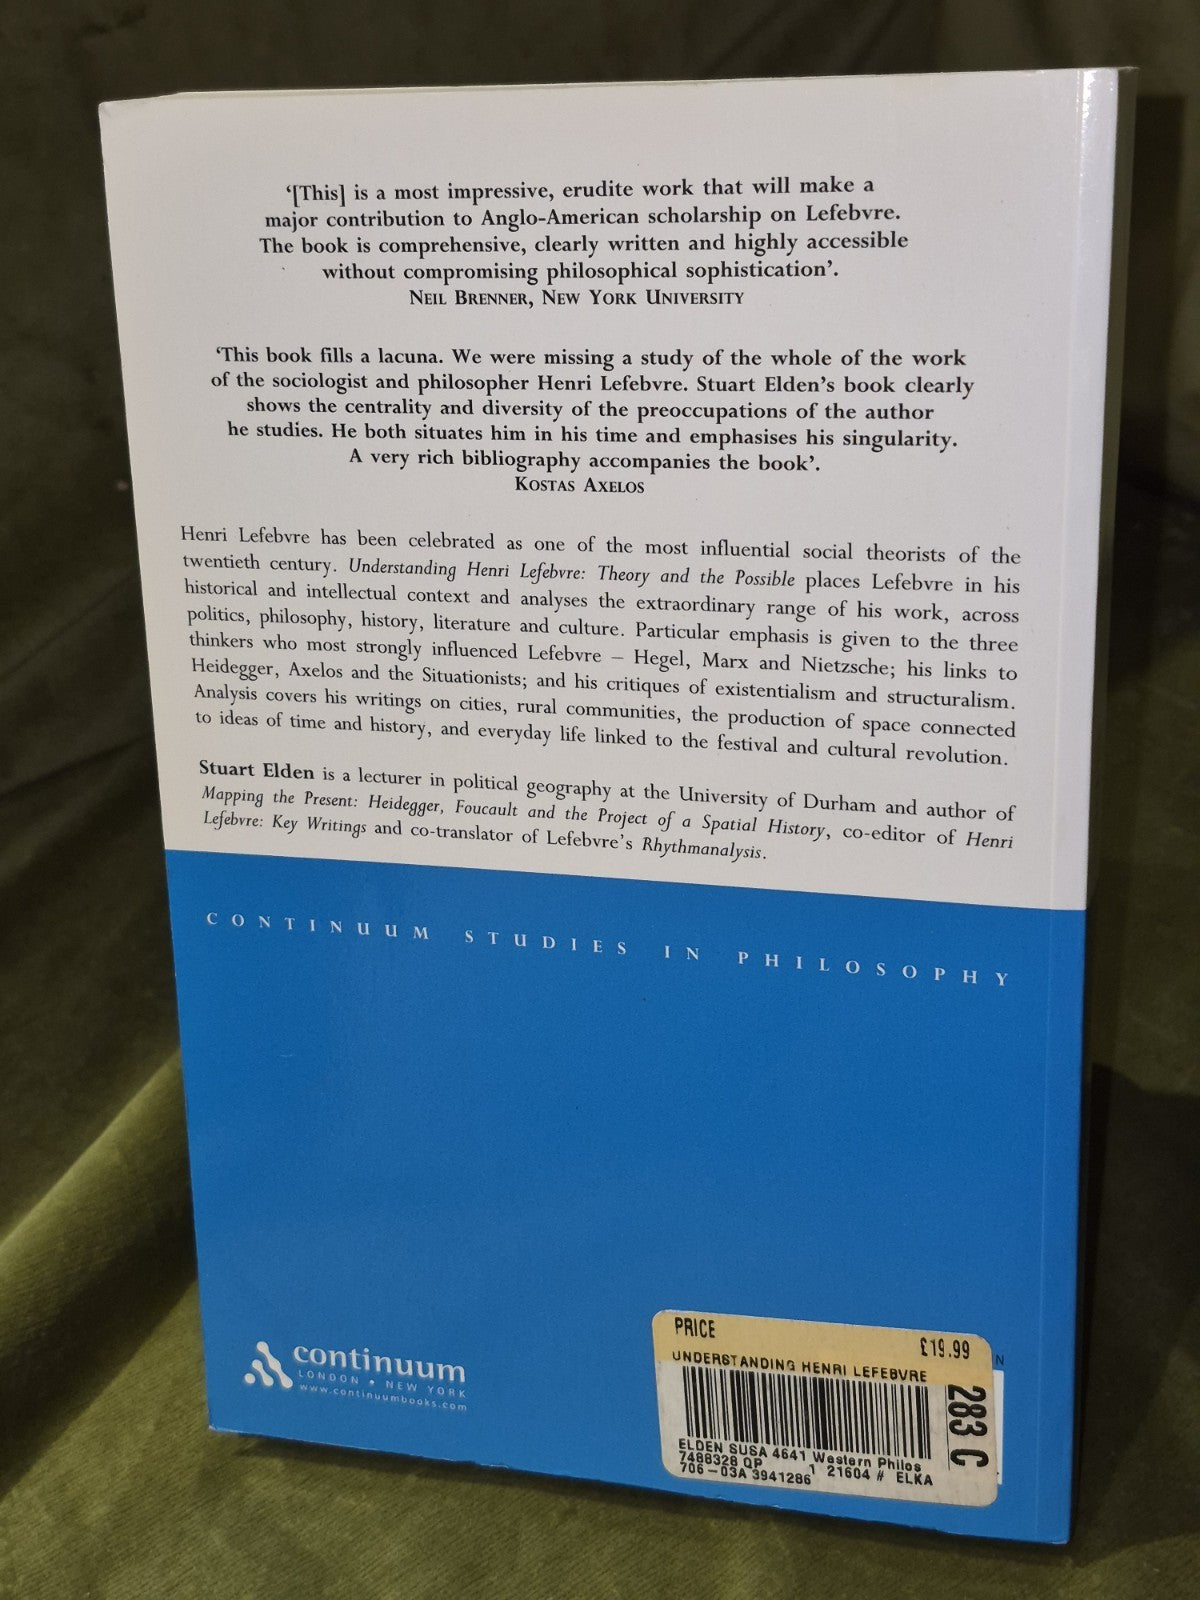 ‘[This] is a most impressive, erudite work that will make a
major contribution to Anglo-American scholarship on Lefebvre.
The book is comprehensive, clearly written and highly accessible
without compromising philosophical sophistication’.
NEIL BRENNER, NEW YORK UNIVERSITY
‘This book fills a lacuna. We were missing a study of the whole of the work
of the sociologist and philosopher Henri Lefebvre. Stuart Elden’s book clearly
shows the centrality and diversity of the preoccupations of the author
he studies. He both situates him in his time and emphasises his singularity.
A very rich bibliography accompanies the book’.
KOSTAS AXELOS
Henri Lefebvre has been celebrated as one of the most influential social theorists of the
twentieth century. Understanding Henri Lefebvre: Theory and the Possible places Lefebvre in his
historical and intellectual context and analyses the extraordinary range of his work, across
politics, philosophy, history, literature and culture. Particular emphasis is given to the three
thinkers who most strongly influenced Lefebvre – Hegel, Marx and Nietzsche; his links to
Heidegger, Axelos and the Situationists; and his critiques of existentialism and structuralism.
Analysis covers his writings on cities, rural communities, the production of space connected
to ideas of time and history, and everyday life linked to the festival and cultural revolution.
Stuart Elden is a lecturer in political geography at the University of Durham and author of
Mapping the Present: Heidegger, Foucault and the Project of a Spatial History, co-editor of Henri
Lefebvre: Key Writings and co-translator of Lefebvre’s Rhythmanalysis.
CONTINUUM STUDIES IN PHILOSOPHY
continuum
LONDON • NEW YORK
www.continuumbooks.com
PRICE £19.99
UNDERSTANDING HENRI LEFEBVRE
283 C
ELDEN SUSA 4641 Western Philos
7488328 QP 1 21604 # ELKA
706-03A 3941286